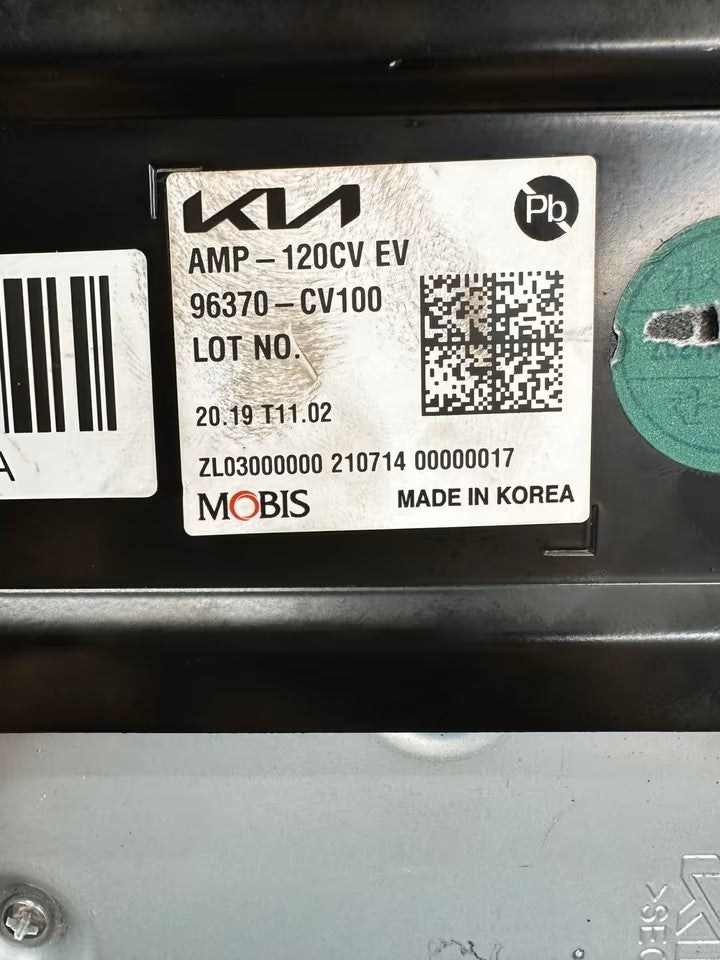 KIA
Pb
AMP-120CV EV
96370-CV100
LOT NO.
20.19 T11.02
ZL03000000 210714 00000017
MOBIS
MADE IN KOREA
A